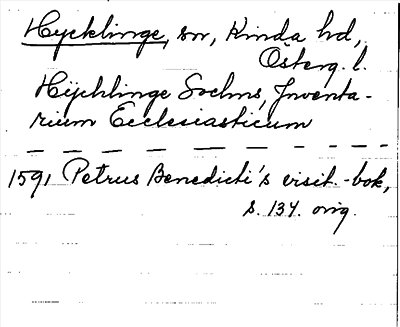 Hycklinge, sn, Kinda hd,
Österg. l.
Hÿchlinge Sochns, Inventa-
rium Ecclesiasticum
1591 Petrus Benedicti's visit.-bok,
s. 134. orig.